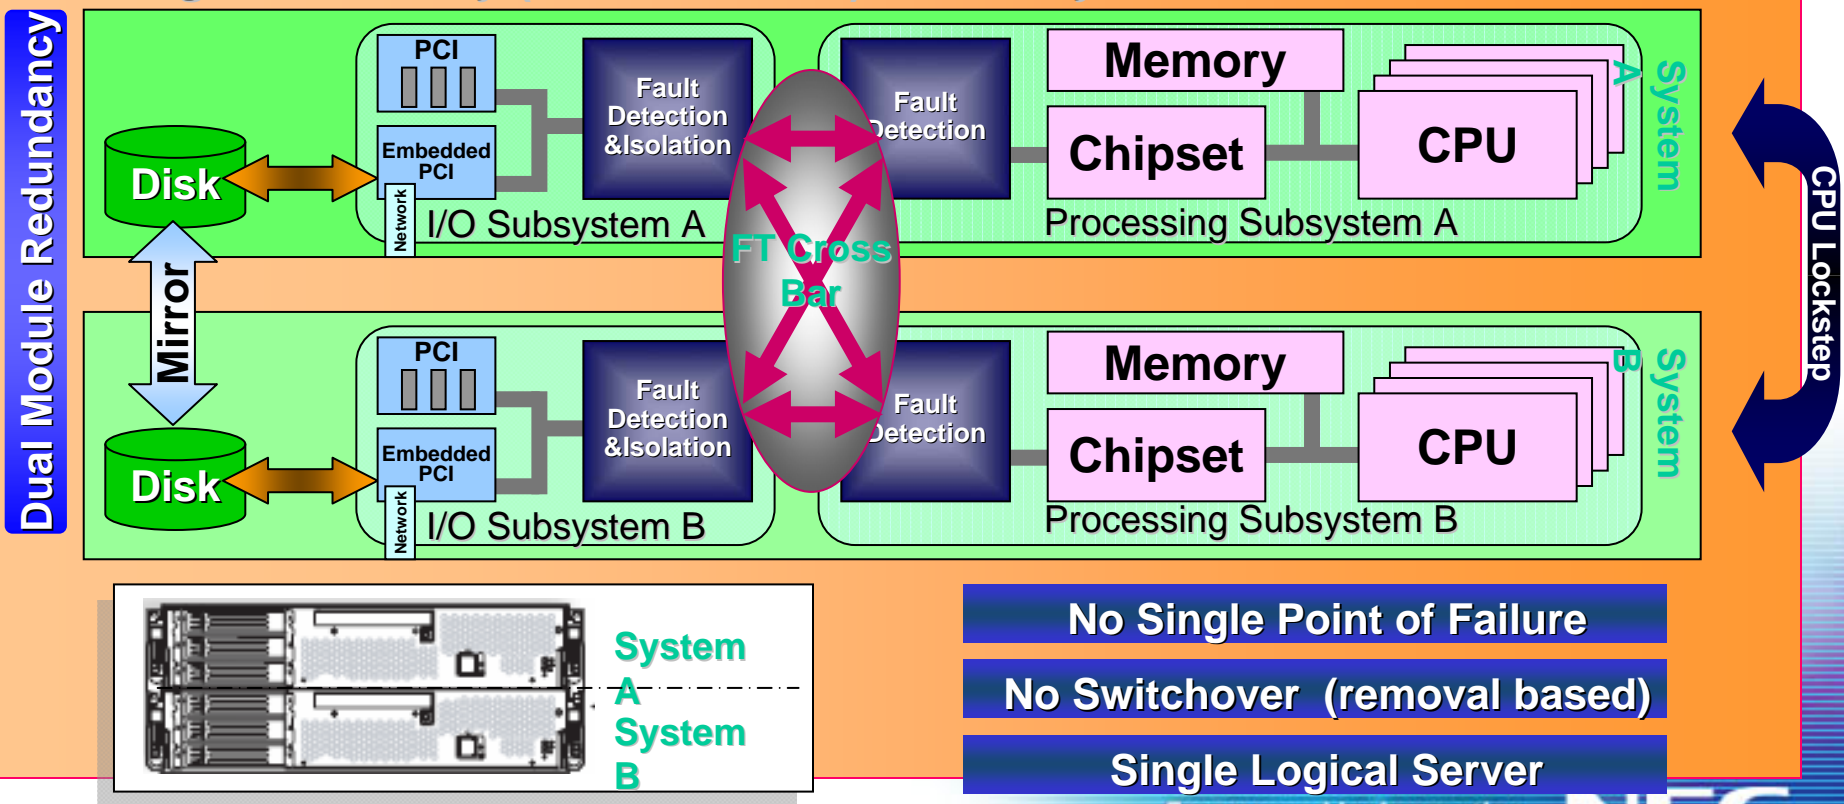 Dual Module Redundancy
PCI
Embedded
PCI
Network
Disk
I/O Subsystem A
Fault
Detection
&Isolation
Fault
Detection
Memory
Chipset
CPU
Processing Subsystem A
System
A
FT Cross
Bar
Mirror
CPU Lockstep
PCI
Embedded
PCI
Network
Disk
I/O Subsystem B
Fault
Detection
&Isolation
Fault
Detection
Memory
Chipset
CPU
Processing Subsystem B
System
B
System
A
System
B
No Single Point of Failure
No Switchover (removal based)
Single Logical Server